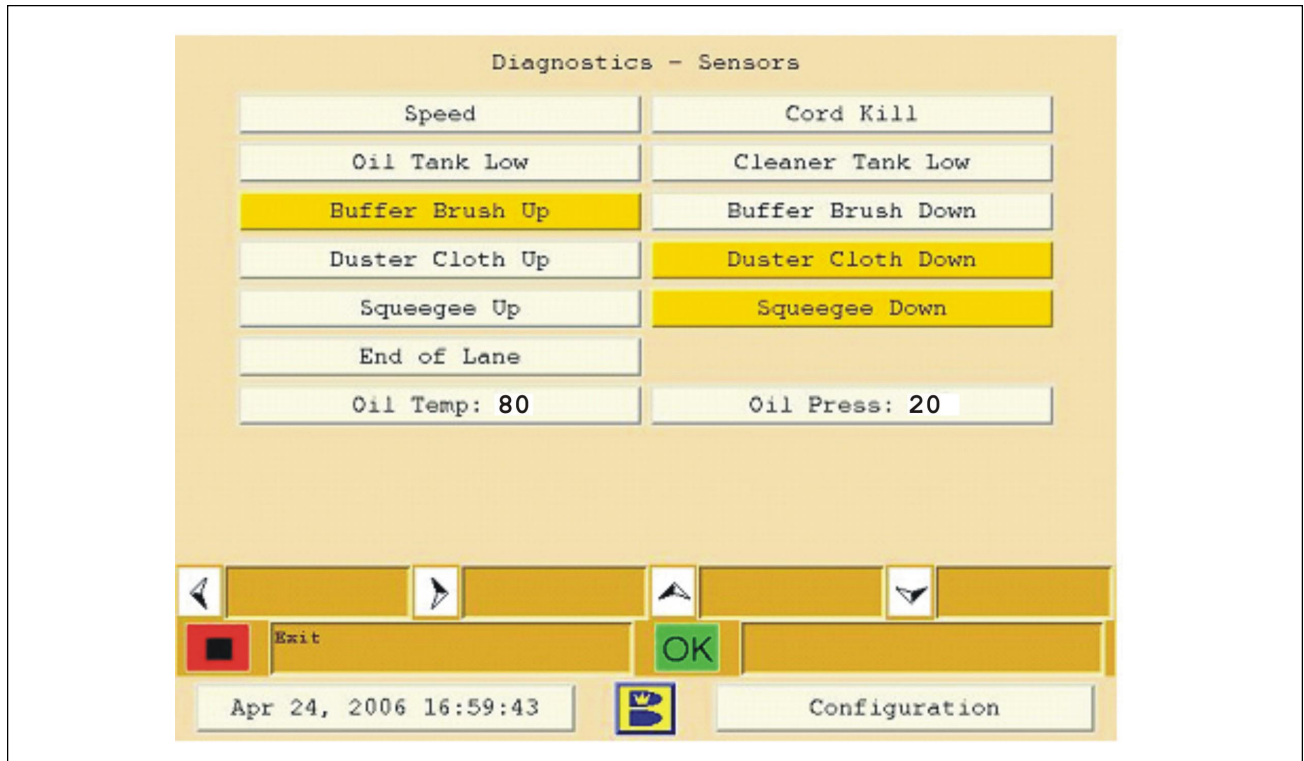 Diagnostics - Sensors
Speed
Cord Kill
Oil Tank Low
Cleaner Tank Low
Buffer Brush Up
Buffer Brush Down
Duster Cloth Up
Duster Cloth Down
Squeegee Up
Squeegee Down
End of Lane
Oil Temp: 80
Oil Press: 20
Exit
OK
Apr 24, 2006 16:59:43
Configuration